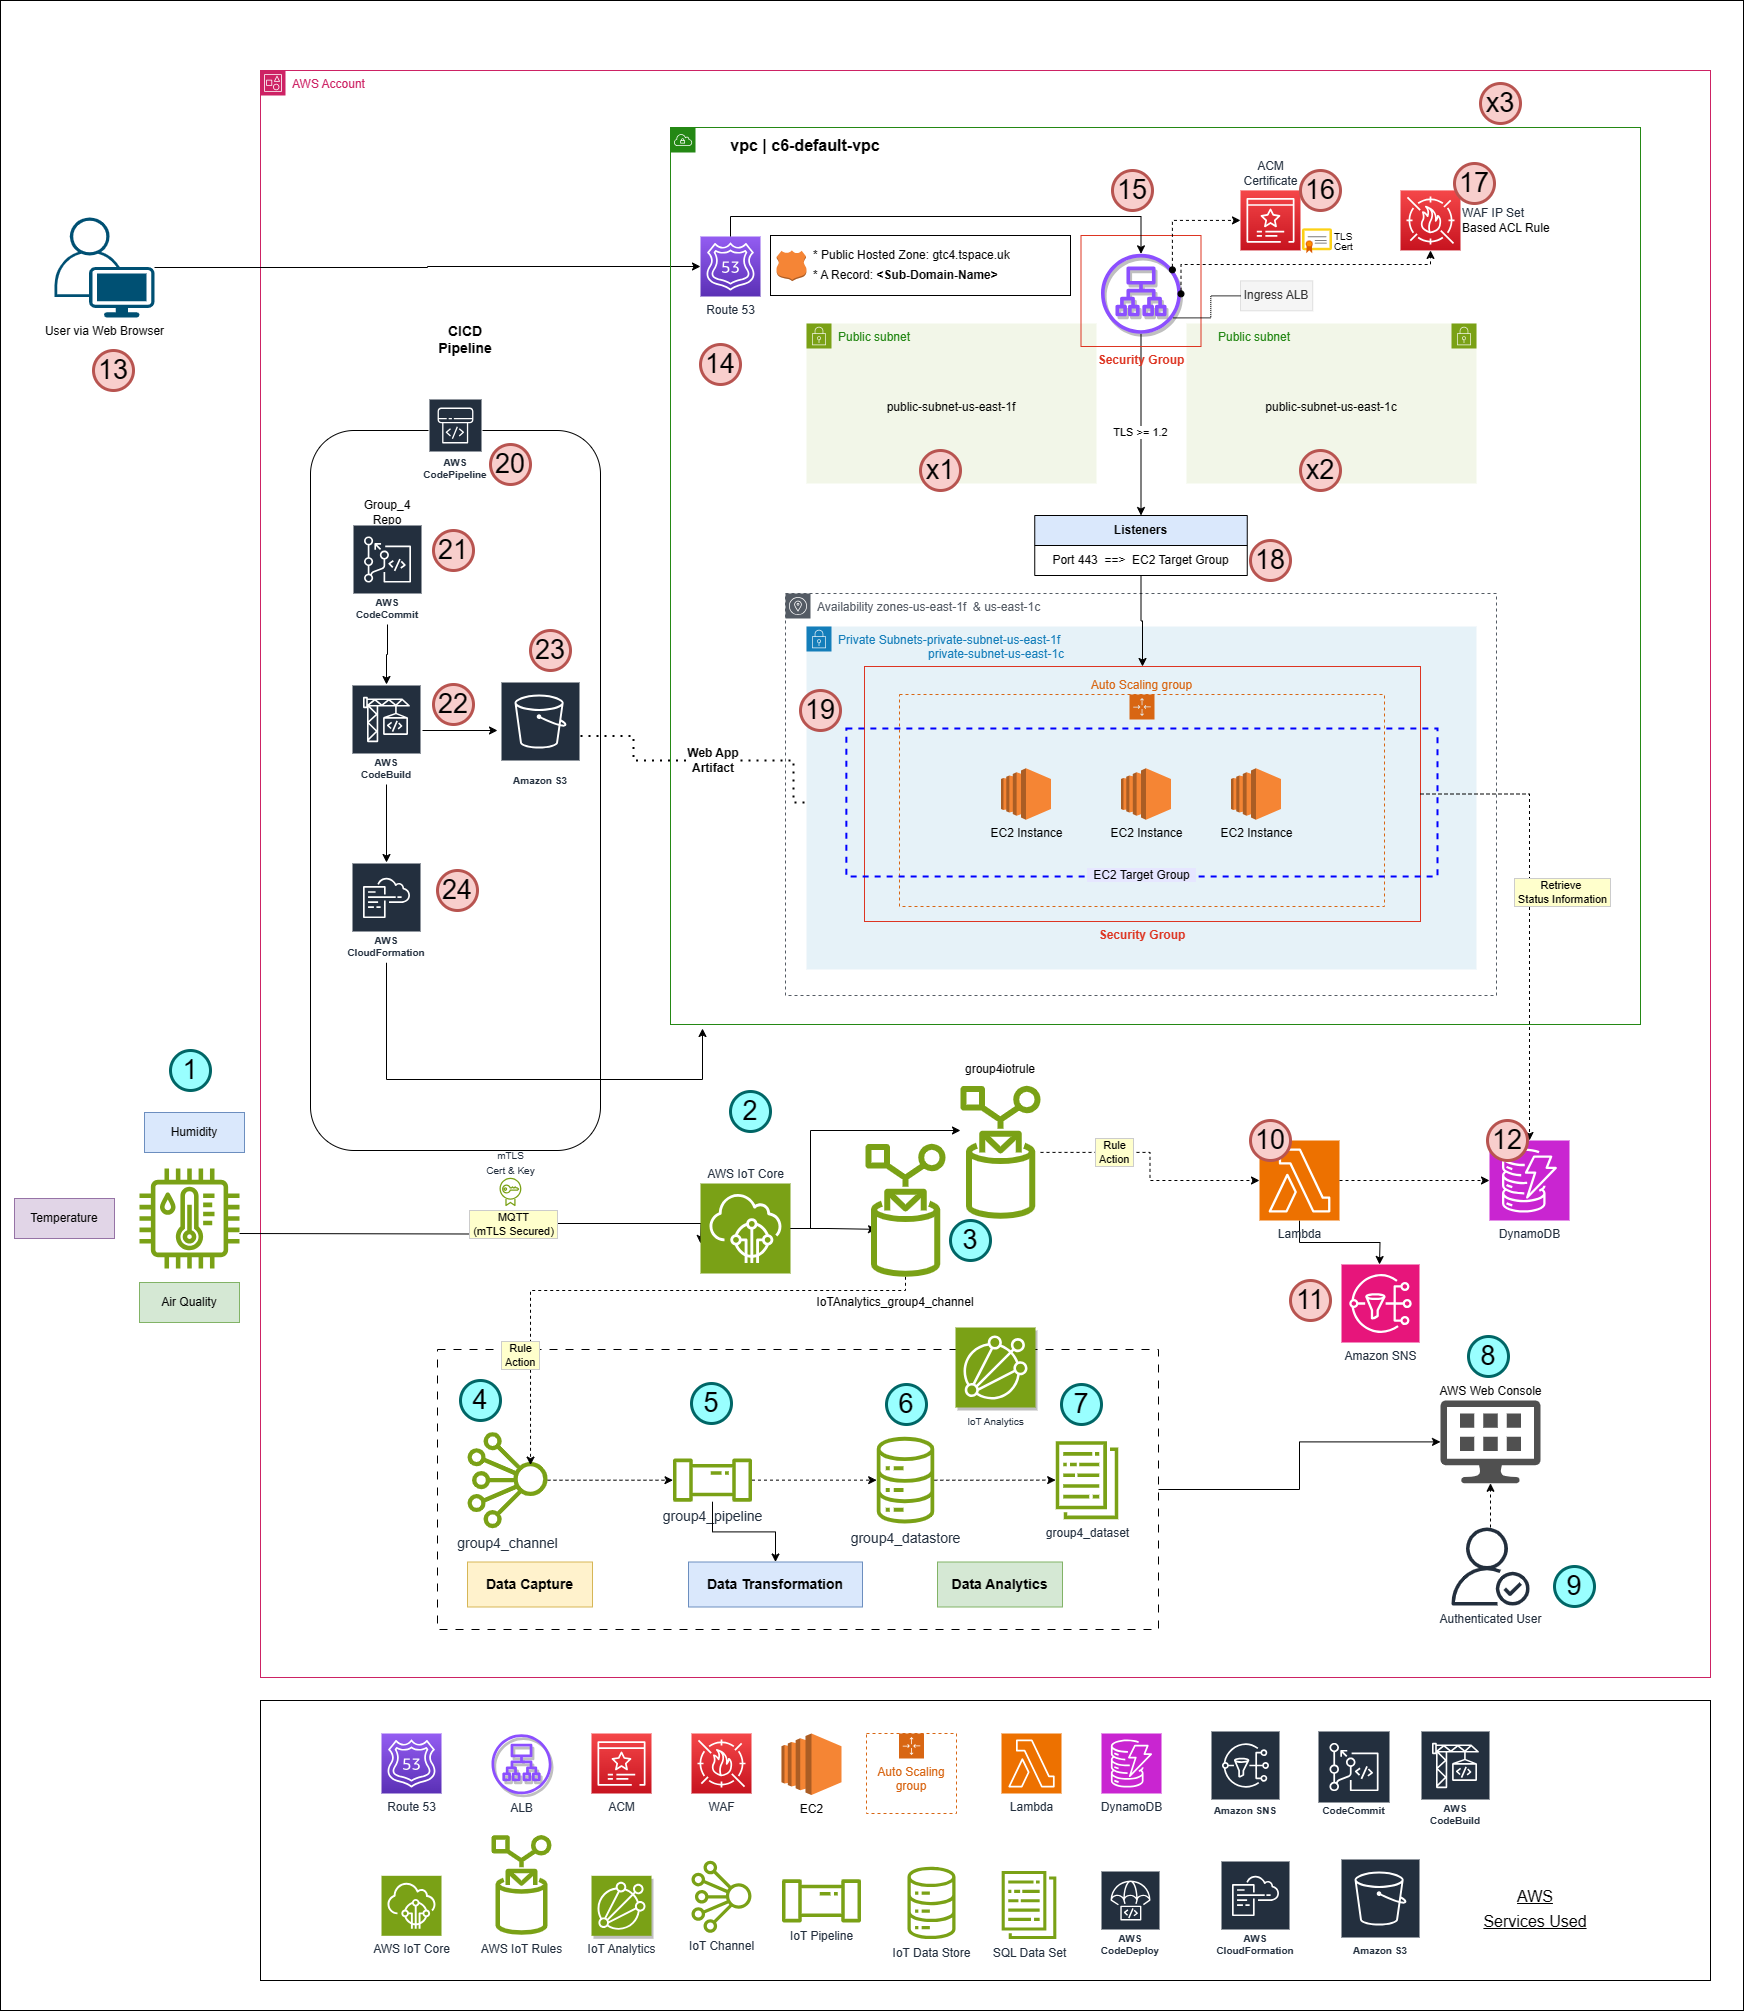 AWS Account
x3
vpc | c6-default-vpc
15
ACM
Certificate
16
17
WAF IP Set
Based ACL Rule
TLS
Cert
53
* Public Hosted Zone: gtc4.tspace.uk
* A Record: <Sub-Domain-Name>
Route 53
Ingress ALB
User via Web Browser
13
CICD
Pipeline
14
Public subnet
Security Group
Public subnet
public-subnet-us-east-1f
public-subnet-us-east-1c
TLS >= 1.2
x1
x2
AWS
CodePipeline
20
Group_4
Repo
21
AWS
CodeCommit
Listeners
Port 443 ==> EC2 Target Group
18
Availability zones-us-east-1f & us-east-1c
Private Subnets-private-subnet-us-east-1f
private-subnet-us-east-1c
23
22
AWS
CodeBuild
Amazon S3
Web App
Artifact
19
Auto Scaling group
EC2 Instance
EC2 Instance
EC2 Instance
EC2 Target Group
Security Group
24
AWS
CloudFormation
Retrieve
Status Information
1
Humidity
Temperature
Air Quality
mTLS
Cert & Key
MQTT
(mTLS Secured)
2
AWS IoT Core
group4iotrule
3
IoTAnalytics_group4_channel
Rule
Action
10
Lambda
12
DynamoDB
11
Amazon SNS
Rule
Action
4
5
6
IoT Analytics
7
8
AWS Web Console
group4_channel
group4_pipeline
group4_datastore
group4_dataset
Data Capture
Data Transformation
Data Analytics
9
Authenticated User
53
Route 53
ALB
ACM
WAF
EC2
Auto Scaling
group
Lambda
DynamoDB
Amazon SNS
CodeCommit
AWS
CodeBuild
AWS IoT Core
AWS IoT Rules
IoT Analytics
IoT Channel
IoT Pipeline
IoT Data Store
SQL Data Set
AWS
CodeDeploy
AWS
CloudFormation
Amazon S3
AWS
Services Used